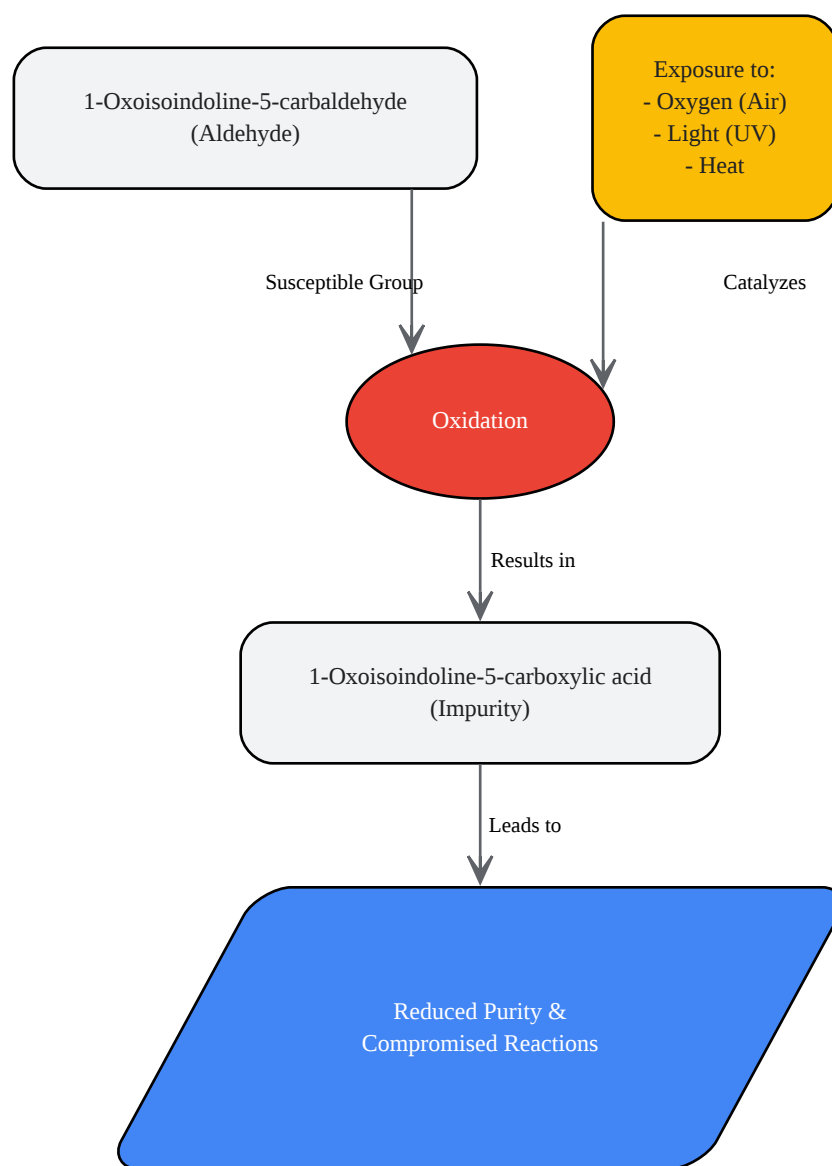 1-Oxoisoindoline-5-carbaldehyde
(Aldehyde)
Exposure to:
- Oxygen (Air)
- Light (UV)
- Heat
Susceptible Group
Catalyzes
Oxidation
Results in
1-Oxoisoindoline-5-carboxylic acid
(Impurity)
Leads to
Reduced Purity &
Compromised Reactions